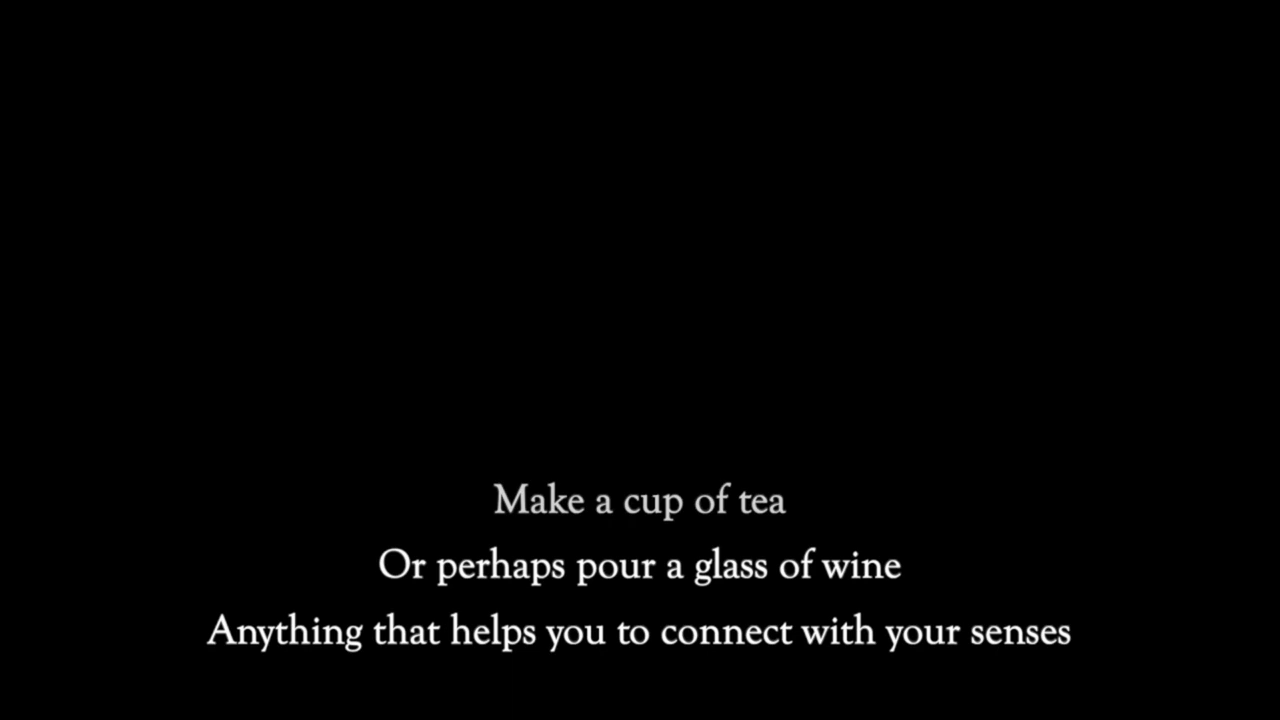 Make a cup of tea
Or perhaps pour a glass of wine
Anything that helps you to connect with your senses